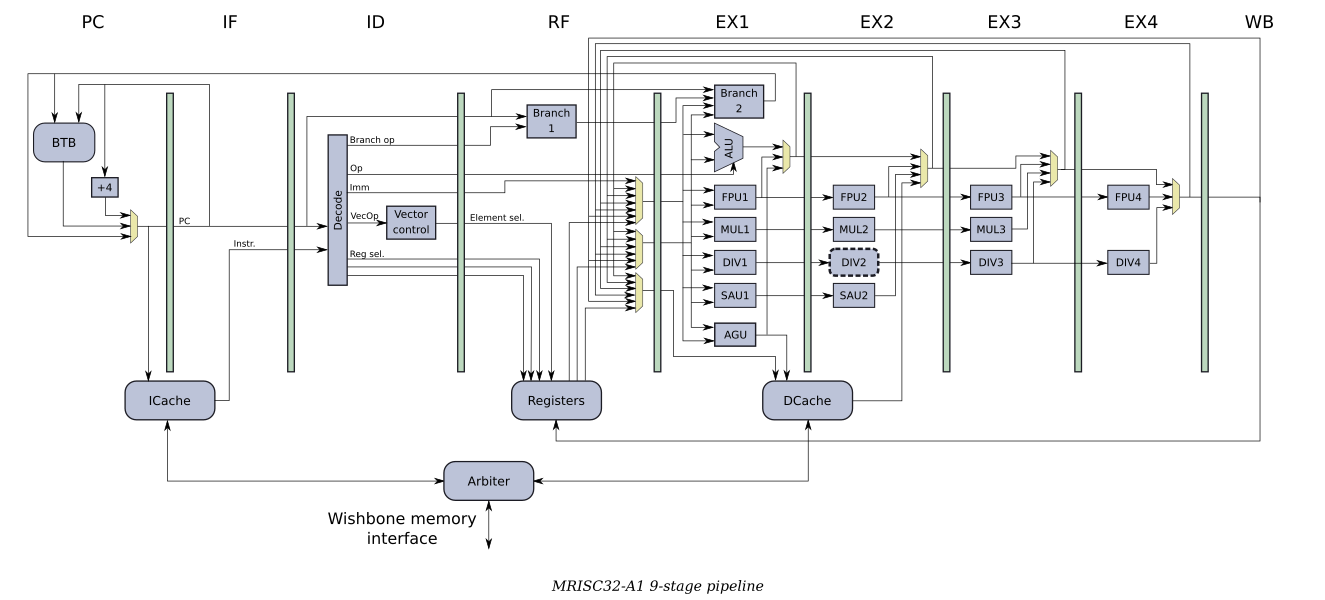 PC IF ID RF EX1 EX2 EX3 EX4 WB
Branch
2
Branch
1
BTB
Branch op
ALU
Op
+4
Imm
Decode
FPU1 FPU2 FPU3 FPU4
VecOp
Vector
control
Element sel.
PC
MUL1 MUL2 MUL3
Instr.
Reg sel.
DIV1 DIV2 DIV3 DIV4
SAU1 SAU2
AGU
ICache
Registers
DCache
Arbiter
Wishbone memory
interface
MRISC32-A1 9-stage pipeline